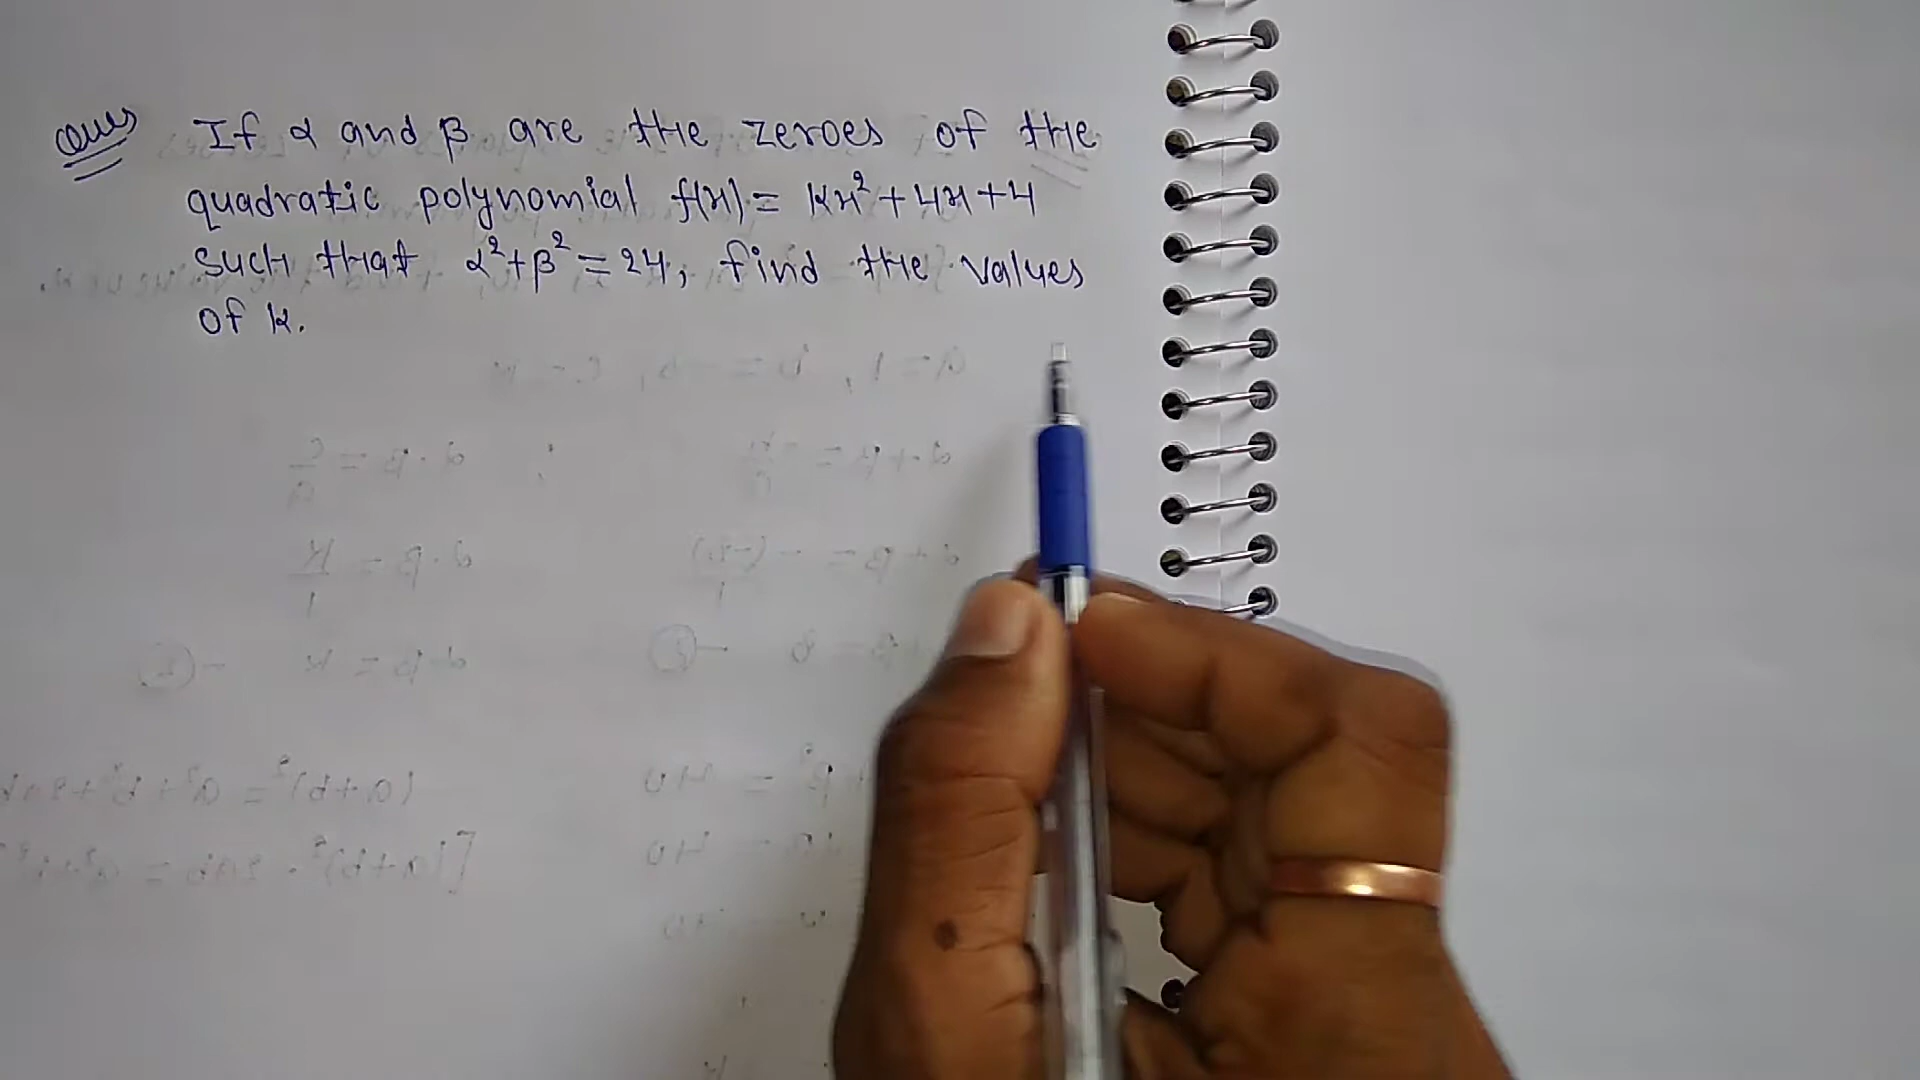 Ques If α and β are the zeroes of the
quadratic polynomial f(x) = kx² + 4x + 4
such that α² + β² = 24, find the values
of k.